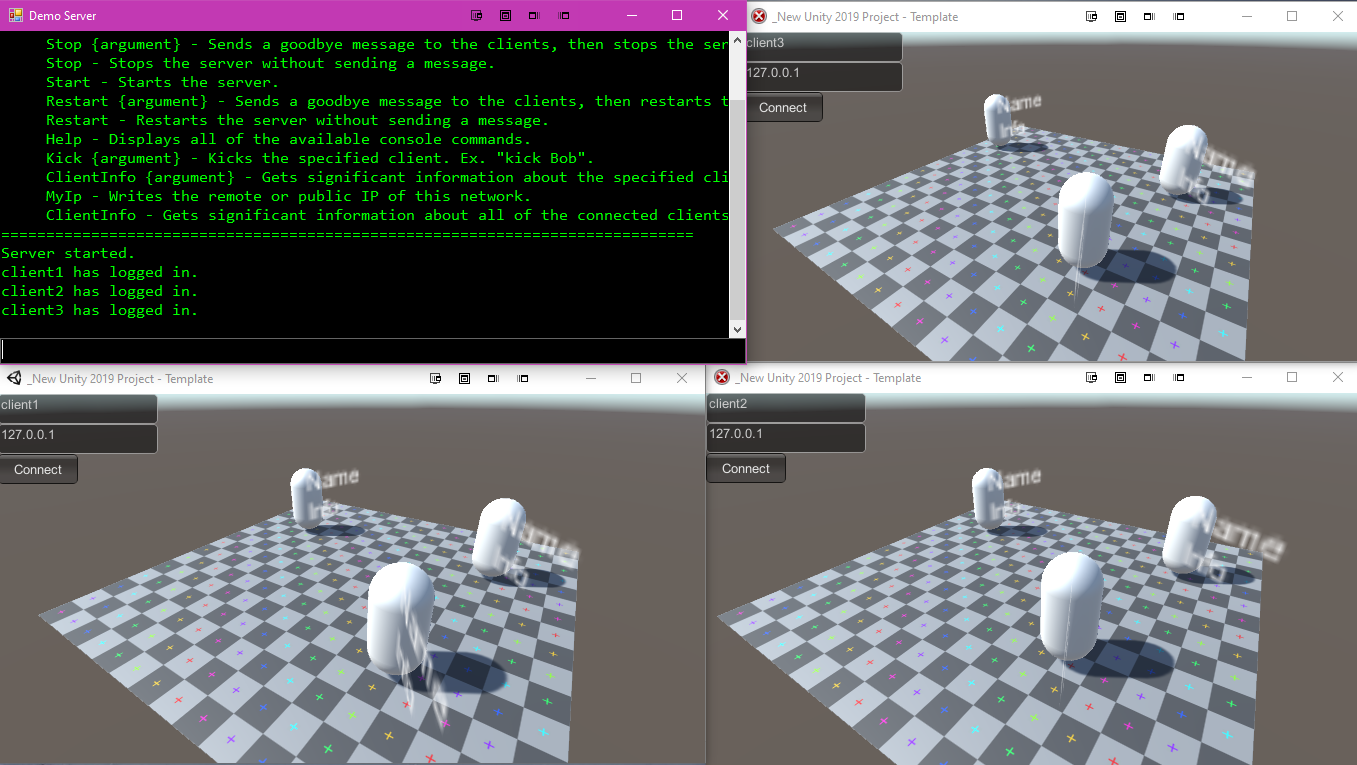 Demo Server
Stop {argument} - Sends a goodbye message to the clients, then stops the ser
Stop - Stops the server without sending a message.
Start - Starts the server.
Restart {argument} - Sends a goodbye message to the clients, then restarts t
Restart - Restarts the server without sending a message.
Help - Displays all of the available console commands.
Kick {argument} - Kicks the specified client. Ex. "kick Bob".
ClientInfo {argument} - Gets significant information about the specified cli
MyIp - Writes the remote or public IP of this network.
ClientInfo - Gets significant information about all of the connected clients
=============================================================================
Server started.
client1 has logged in.
client2 has logged in.
client3 has logged in.
_New Unity 2019 Project - Template
client3
127.0.0.1
Connect
Name
Info
Name
_New Unity 2019 Project - Template
client1
127.0.0.1
Connect
Name
Info
Name
_New Unity 2019 Project - Template
client2
127.0.0.1
Connect
Name
Info
Name